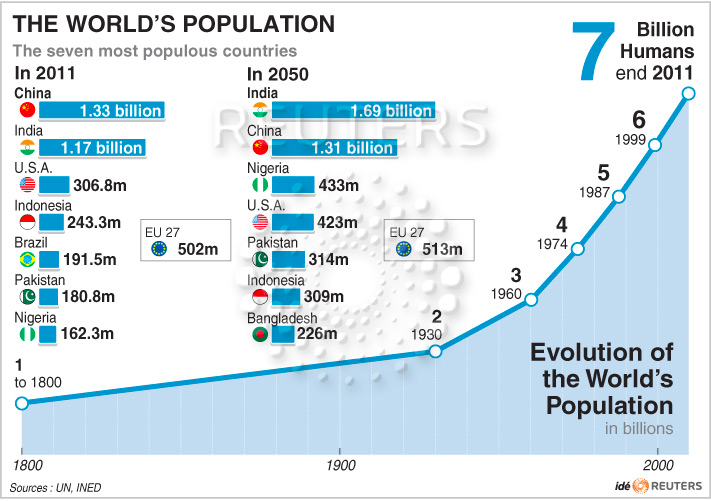 THE WORLD'S POPULATION
The seven most populous countries
In 2011
China
1.33 billion
India
1.17 billion
U.S.A.
306.8m
Indonesia
243.3m
Brazil
191.5m
Pakistan
180.8m
Nigeria
162.3m
EU 27
502m
In 2050
India
1.69 billion
China
1.31 billion
Nigeria
433m
U.S.A.
423m
Pakistan
314m
Indonesia
309m
Bangladesh
226m
EU 27
513m
REUTERS
7
Billion
Humans
end 2011
6
1999
5
1987
4
1974
3
1960
2
1930
1
to 1800
Evolution of
the World's
Population
in billions
1800
1900
2000
Sources : UN, INED
idé REUTERS